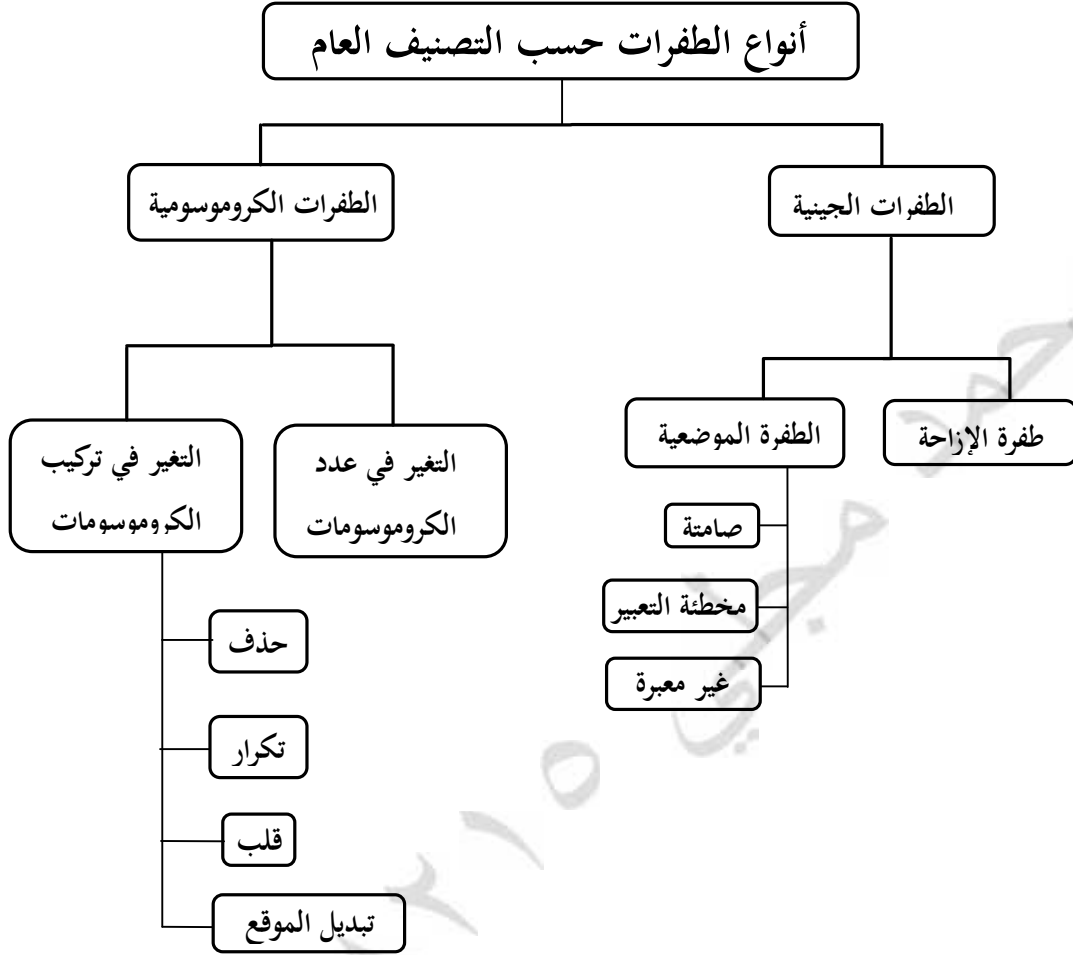 أنواع الطفرات حسب التصنيف العام
الطفرات الجينية
الطفرات الكروموسومية
طفرة الإزاحة
الطفرة الموضعية
صامتة
مخطئة التعبير
غير معبرة
التغير في عدد
الكروموسومات
التغير في تركيب
الكروموسومات
حذف
تكرار
قلب
تبديل الموقع